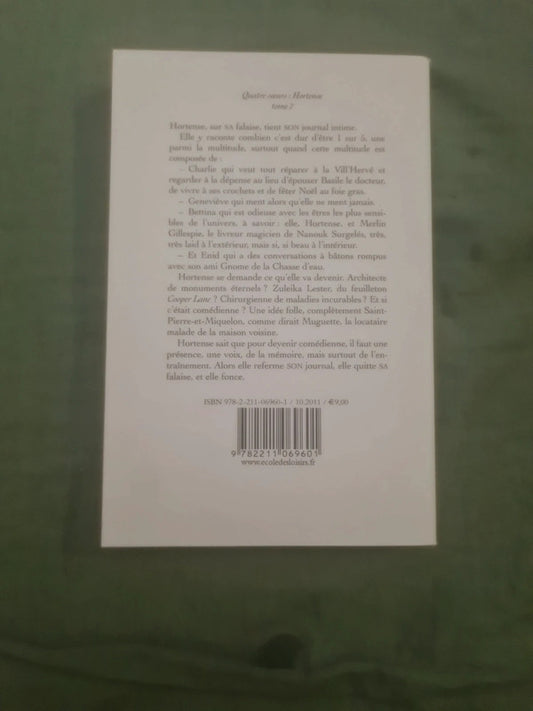 Quatre sœurs : Hortense
tome 2
Hortense, sur SA falaise, tient SON journal intime.
Elle y raconte combien c'est dur d'être 1 sur 5, une
parmi la multitude, surtout quand cette multitude est
composée de :
– Charlie qui veut tout réparer à la Vill'Hervé et
regarder à la dépense au lieu d'épouser Basile le docteur,
de vivre à ses crochets et de fêter Noël au foie gras.
– Geneviève qui ment alors qu'elle ne ment jamais.
– Bettina qui est odieuse avec les êtres les plus sensi-
bles de l'univers, à savoir : elle, Hortense, et Merlin
Gillespie, le livreur magicien de Nanouk Surgelés, très,
très laid à l'extérieur, mais si, si beau à l'intérieur.
– Et Enid qui a des conversations à bâtons rompus
avec son ami Gnome de la Chasse d'eau.
Hortense se demande ce qu'elle va devenir. Architecte
de monuments éternels ? Zuleika Lester, du feuilleton
Cooper Lane ? Chirurgienne de maladies incurables ? Et si
c'était comédienne ? Une idée folle, complètement Saint-
Pierre-et-Miquelon, comme dirait Muguette, la locataire
malade de la maison voisine.
Hortense sait que pour devenir comédienne, il faut une
présence, une voix, de la mémoire, mais surtout de l'en-
traînement. Alors elle referme SON journal, elle quitte SA
falaise, et elle fonce.
ISBN 978-2-211-06960-1 / 10.2011 / €9,00
9 782211 069601
www.ecoledesloisirs.fr